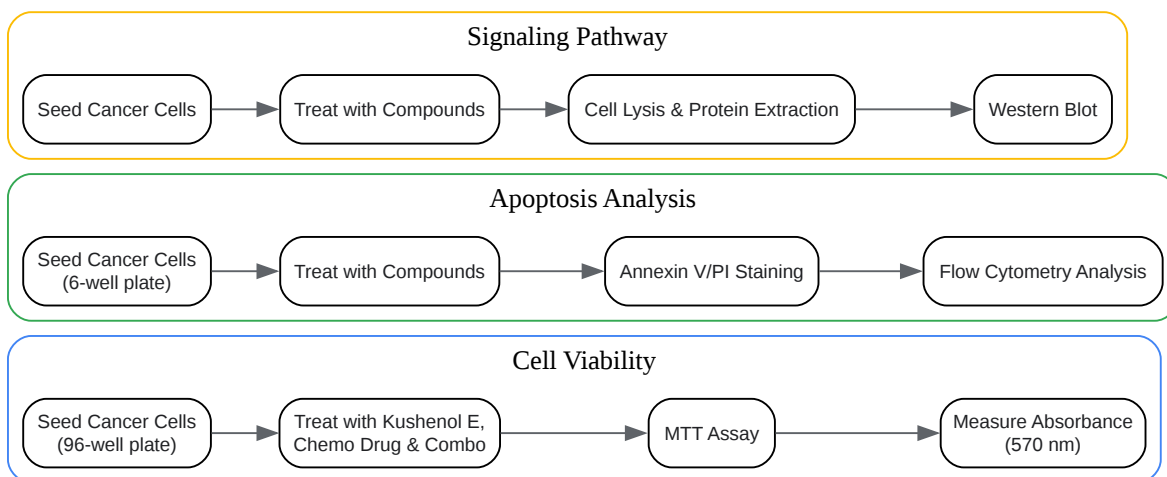 Signaling Pathway
Seed Cancer Cells
Treat with Compounds
Cell Lysis & Protein Extraction
Western Blot
Apoptosis Analysis
Seed Cancer Cells
(6-well plate)
Treat with Compounds
Annexin V/PI Staining
Flow Cytometry Analysis
Cell Viability
Seed Cancer Cells
(96-well plate)
Treat with Kushenol E,
Chemo Drug & Combo
MTT Assay
Measure Absorbance
(570 nm)